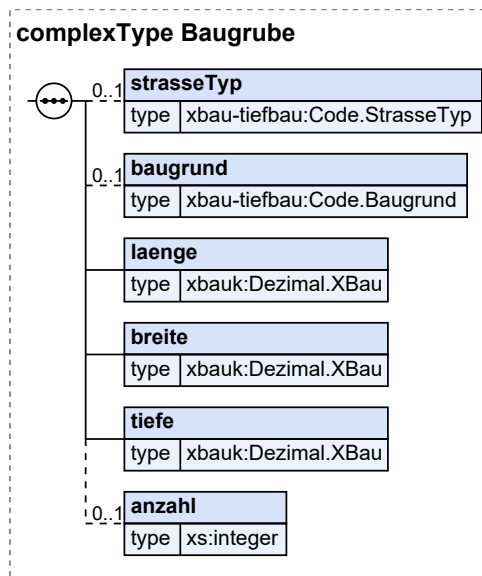 complexType Baugrube
0..1 strasseTyp
type xbau-tiefbau:Code.StrasseTyp
0..1 baugrund
type xbau-tiefbau:Code.Baugrund
laenge
type xbauk:Dezimal.XBau
breite
type xbauk:Dezimal.XBau
tiefe
type xbauk:Dezimal.XBau
0..1 anzahl
type xs:integer